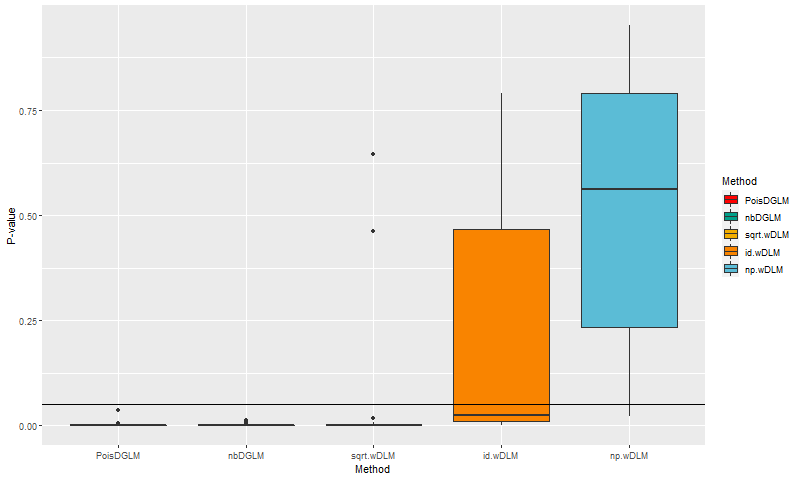 P-value
0.75
0.50
0.25
0.00
PoisDGLM
nbDGLM
sqrt.wDLM
id.wDLM
np.wDLM
Method
Method
PoisDGLM
nbDGLM
sqrt.wDLM
id.wDLM
np.wDLM